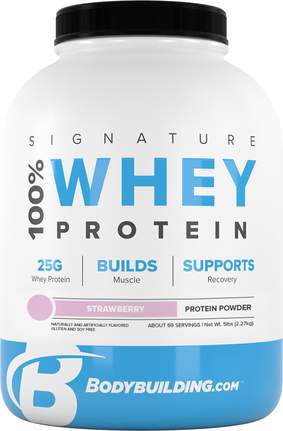 SIGNATURE
100% WHEY
PROTEIN
25G BUILDS SUPPORTS
Whey Protein Muscle Recovery
STRAWBERRY PROTEIN POWDER
NATURALLY AND ARTIFICIALLY FLAVORED ABOUT 69 SERVINGS | Net Wt. 5lbs (2.27kg)
GLUTEN AND SOY FREE
B BODYBUILDING.COM™